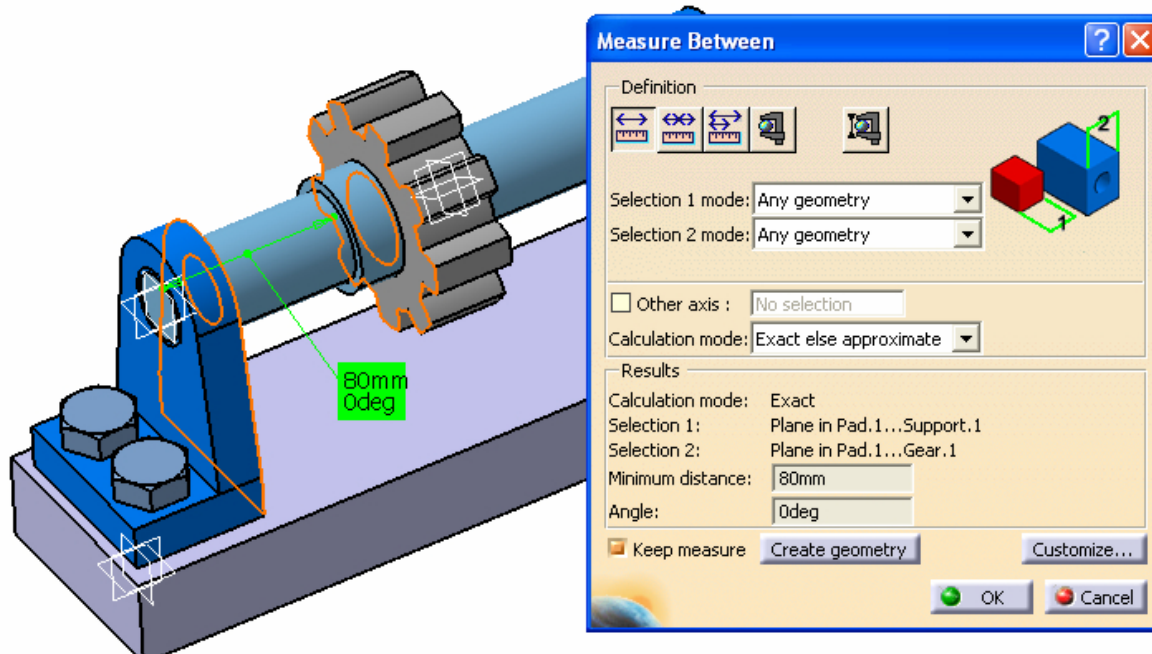 Measure Between
Definition
2
1
Selection 1 mode: Any geometry
Selection 2 mode: Any geometry
Other axis : No selection
Calculation mode: Exact else approximate
Results
Calculation mode: Exact
Selection 1: Plane in Pad.1...Support.1
Selection 2: Plane in Pad.1...Gear.1
Minimum distance: 80mm
Angle: 0deg
Keep measure Create geometry Customize...
OK Cancel
80mm
0deg